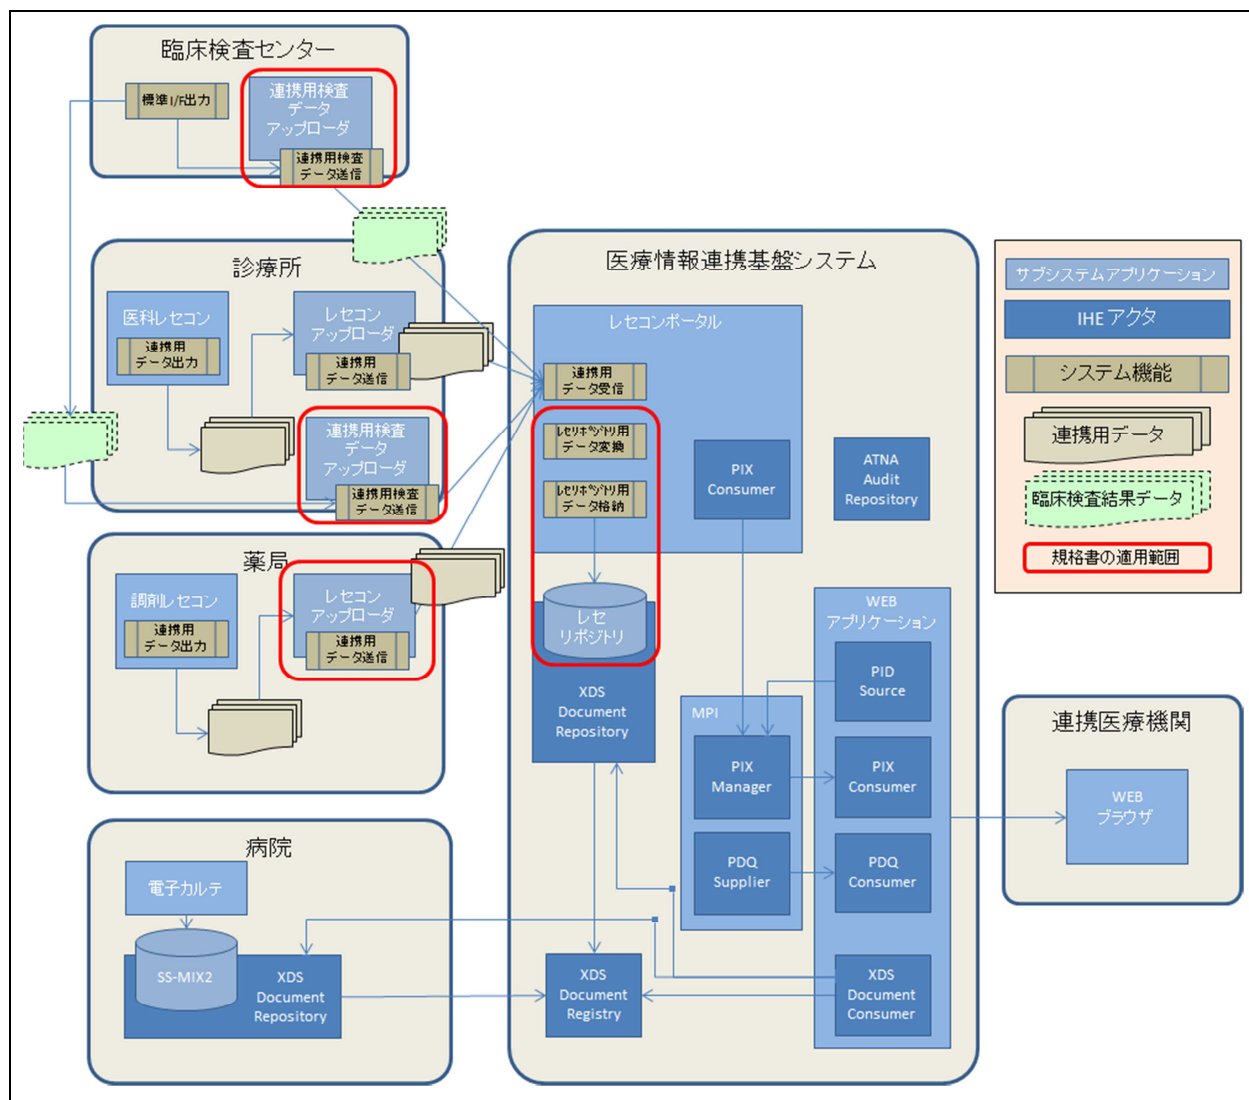 臨床検査センター
標準I/F出力
連携用検査
データ
アップローダ
連携用検査
データ送信
診療所
医科レセコン
連携用
データ出力
レセコン
アップローダ
連携用
データ送信
連携用検査
データ
アップローダ
連携用検査
データ送信
薬局
調剤レセコン
連携用
データ出力
レセコン
アップローダ
連携用
データ送信
病院
電子カルテ
SS-MIX2
XDS
Document
Repository
医療情報連携基盤システム
レセコンポータル
連携用
データ受信
レセリポジトリ用
データ変換
レセリポジトリ用
データ格納
レセ
リポジトリ
XDS
Document
Repository
PIX
Consumer
ATNA
Audit
Repository
MPI
PIX
Manager
PDQ
Supplier
WEB
アプリケーション
PID
Source
PIX
Consumer
PDQ
Consumer
XDS
Document
Consumer
XDS
Document
Registry
サブシステムアプリケーション
IHE アクタ
システム機能
連携用データ
臨床検査結果データ
規格書の適用範囲
連携医療機関
WEB
ブラウザ